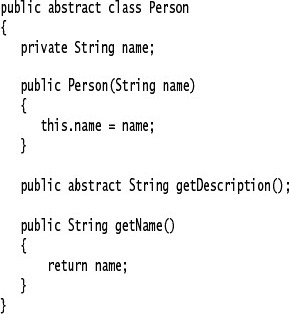 public abstract class Person
{
private String name;
public Person(String name)
{
this.name = name;
}
public abstract String getDescription();
public String getName()
{
return name;
}
}